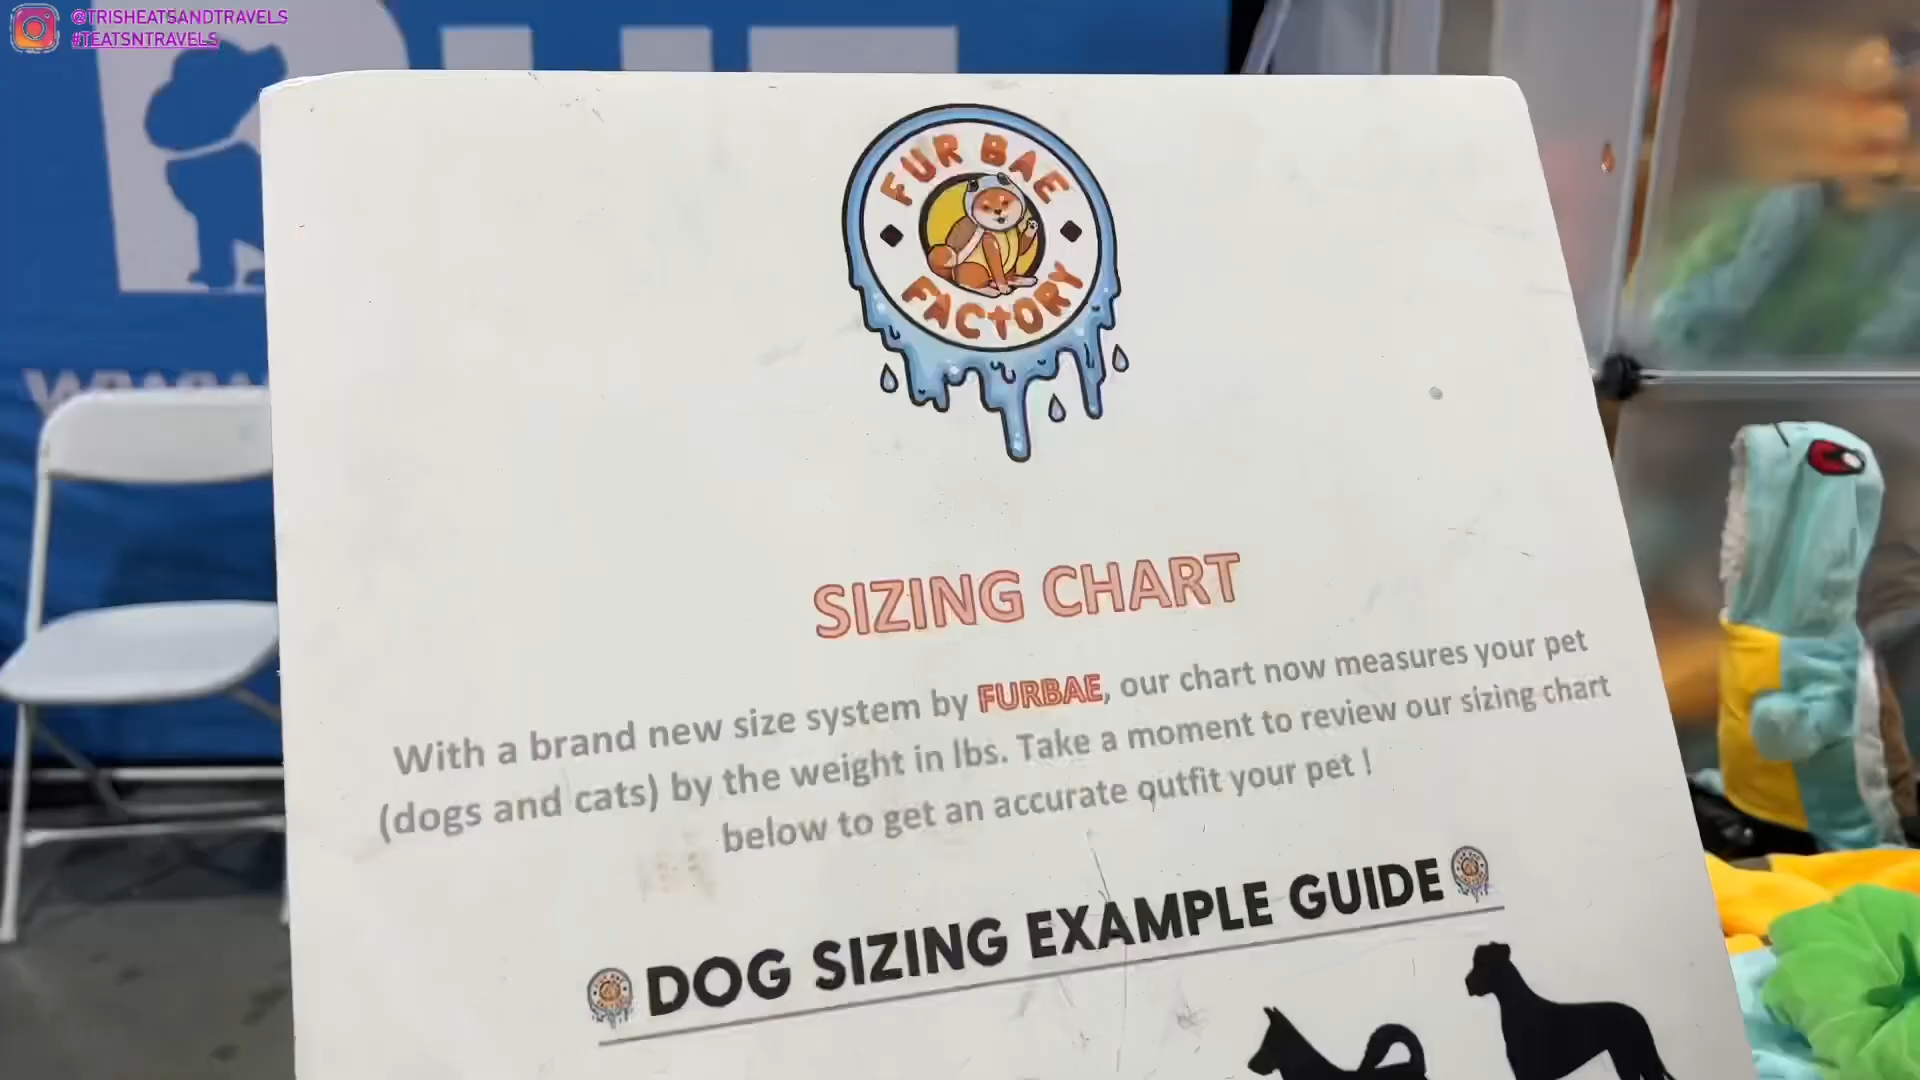 @TRISHEATSANDTRAVELS
#TEATSNTRAVELS
FUR BAE
FACTORY
SIZING CHART
With a brand new size system by FURBAE, our chart now measures your pet
(dogs and cats) by the weight in lbs. Take a moment to review our sizing chart
below to get an accurate outfit your pet !
DOG SIZING EXAMPLE GUIDE